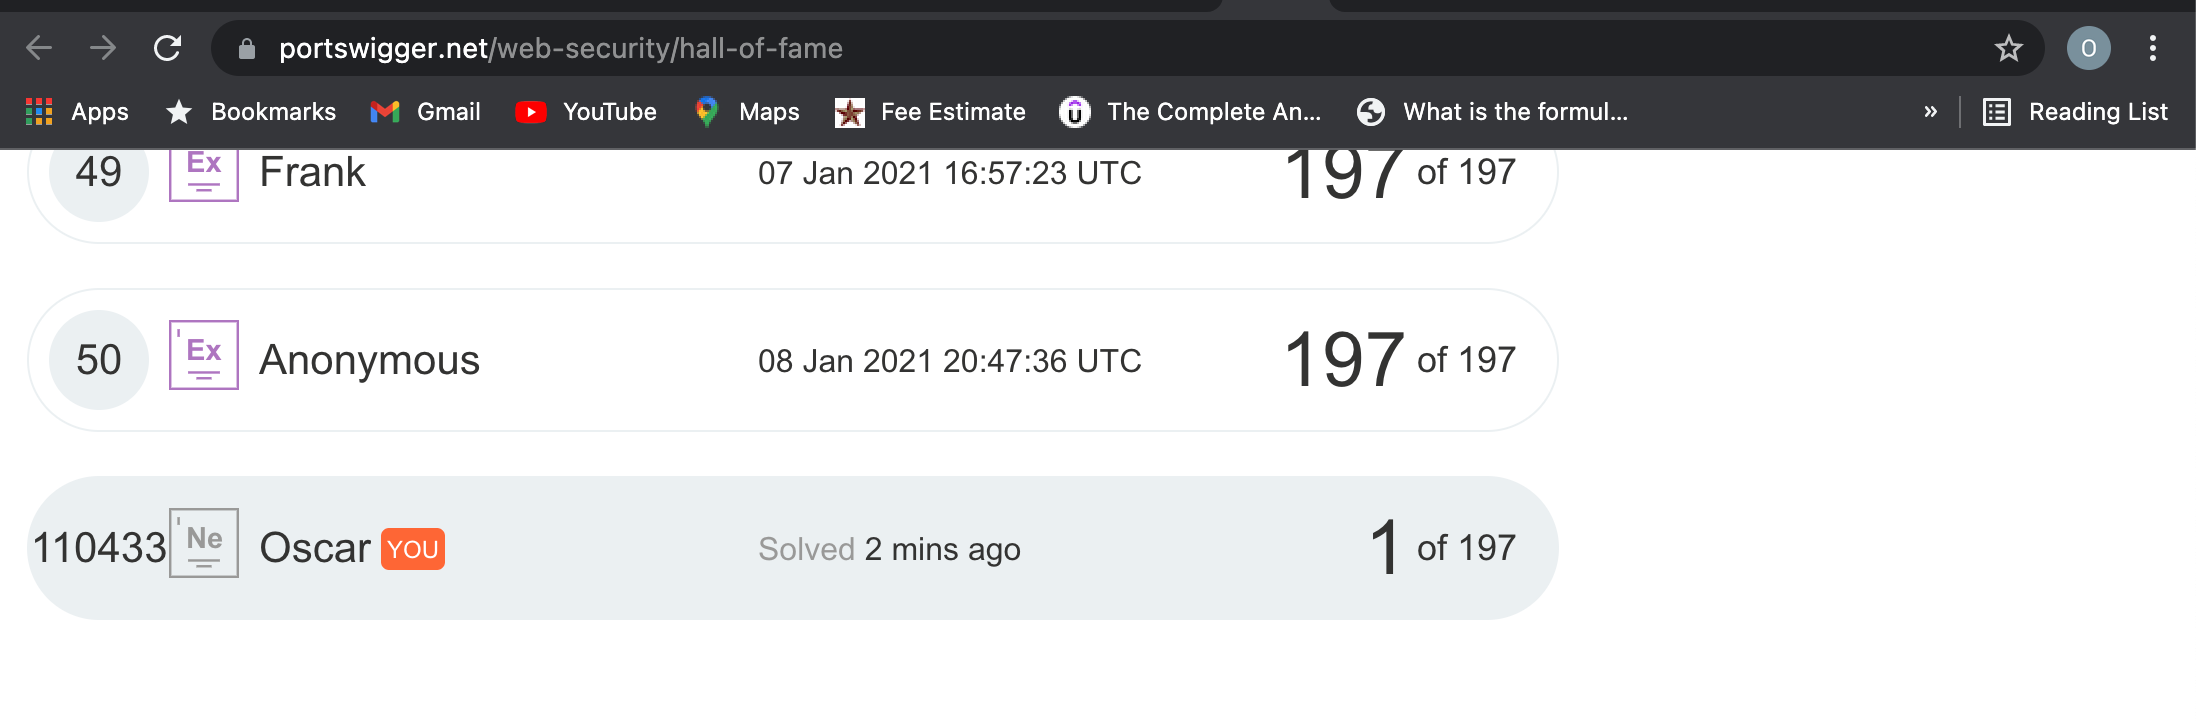 portswigger.net/web-security/hall-of-fame O
Apps Bookmarks Gmail YouTube Maps Fee Estimate The Complete An... What is the formul... » Reading List
49 Ex Frank 07 Jan 2021 16:57:23 UTC 197 of 197
50 Ex Anonymous 08 Jan 2021 20:47:36 UTC 197 of 197
110433 Ne Oscar YOU Solved 2 mins ago 1 of 197